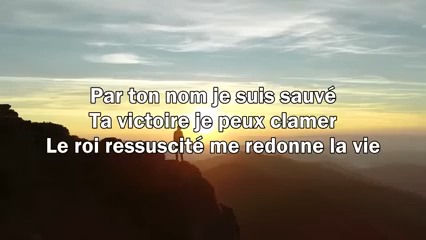 Par ton nom je suis sauvé
Ta victoire je peux clamer
Le roi ressuscité me redonne la vie